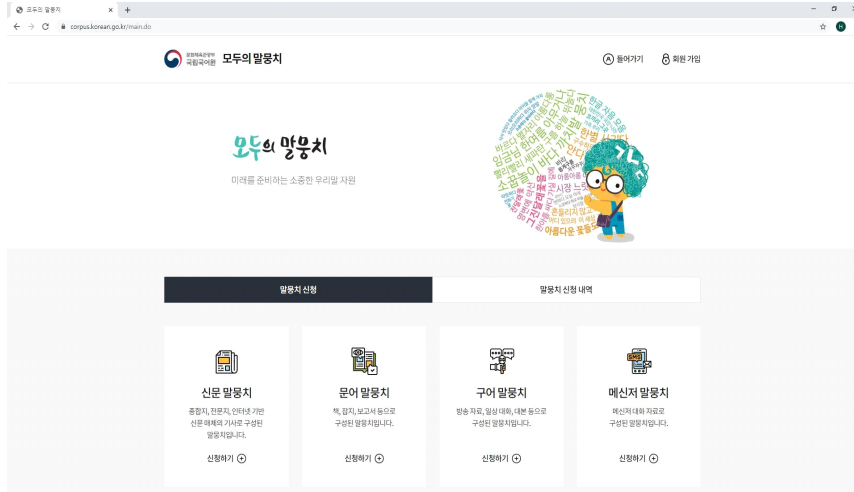 모두의 말뭉치
corpus.korean.go.kr/main.do
H
문화체육관광부
국립국어원 모두의 말뭉치
A 들어가기 회원 가입
모두의 말뭉치
미래를 준비하는 소중한 우리말 자원
말뭉치 신청
말뭉치 신청 내역
신문 말뭉치
종합지, 전문지, 인터넷 기반
신문 매체의 기사로 구성된
말뭉치입니다.
신청하기
문어 말뭉치
책, 잡지, 보고서 등으로
구성된 말뭉치입니다.
신청하기
구어 말뭉치
방송 자료, 일상 대화, 대본 등으로
구성된 말뭉치입니다.
신청하기
SMS
메신저 말뭉치
메신저 대화 자료로
구성된 말뭉치입니다.
신청하기